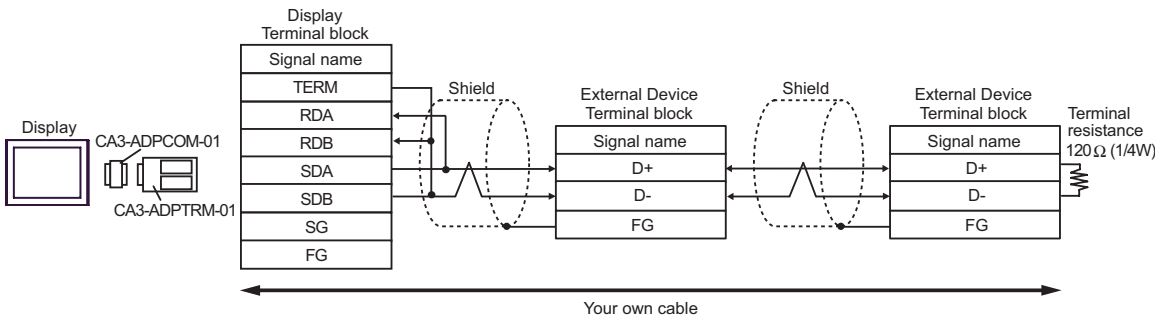 Display
CA3-ADPCOM-01
CA3-ADPTRM-01
Display
Terminal block
Signal name
TERM
RDA
RDB
SDA
SDB
SG
FG
Shield
External Device
Terminal block
Signal name
D+
D-
FG
Shield
External Device
Terminal block
Signal name
D+
D-
FG
Terminal
resistance
120Ω (1/4W)
Your own cable